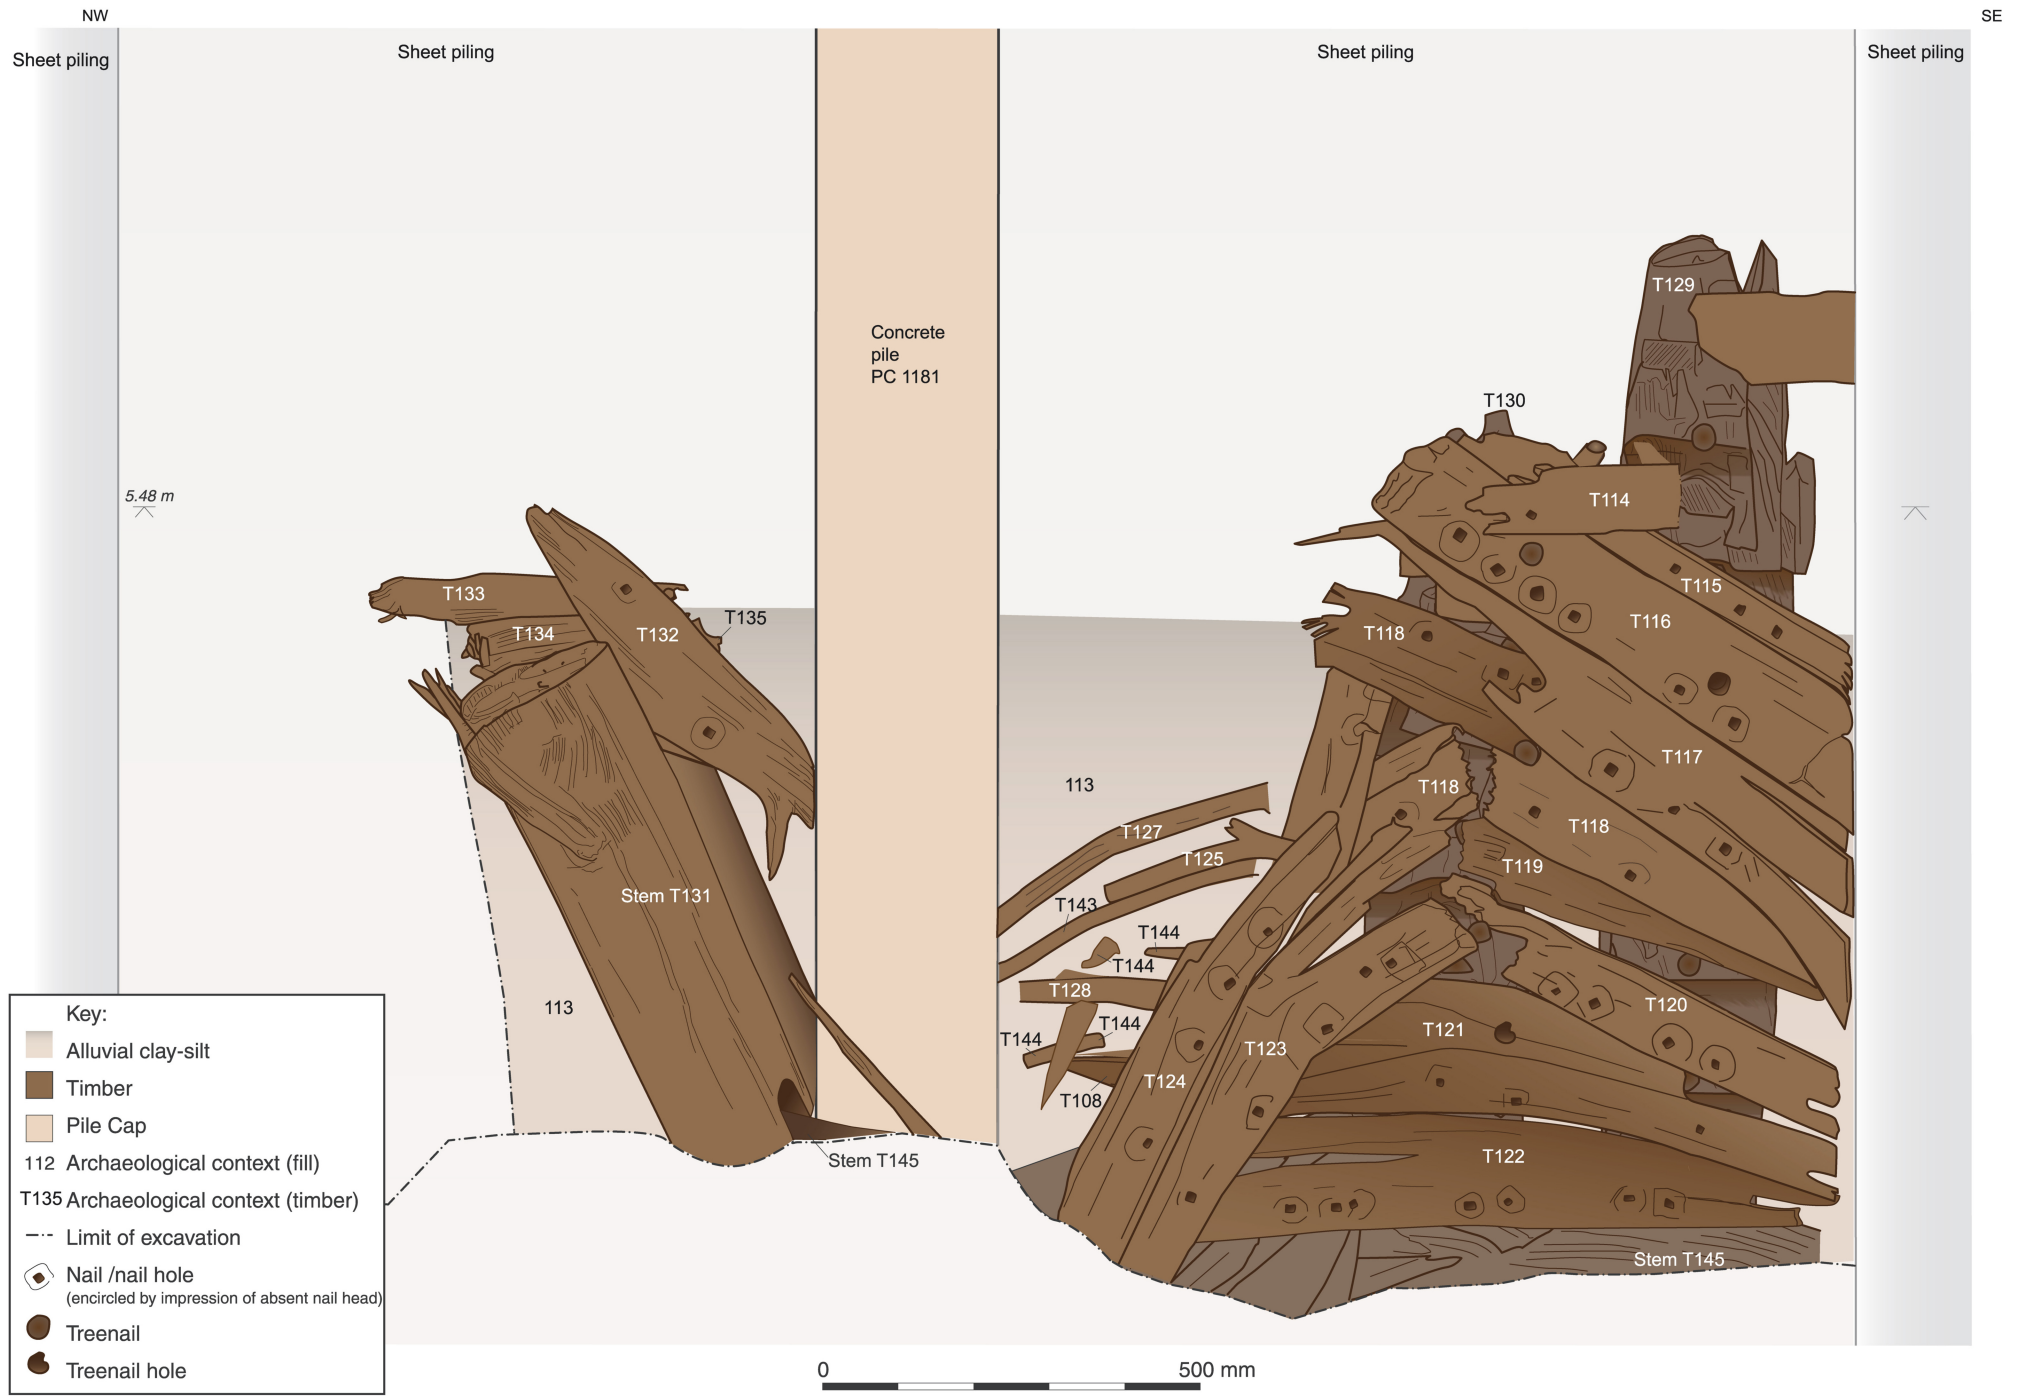 NW
SE
Sheet piling
Sheet piling
Sheet piling
Sheet piling
Concrete
pile
PC 1181
5.48 m
T129
T130
T114
T133
T134
T132
T135
T115
T116
T118
T117
113
T127
T118
T118
T125
T119
Stem T131
T143
T144
T144
T128
113
T120
T144
T144
T121
T123
T124
T108
T122
Stem T145
Stem T145
Key:
Alluvial clay-silt
Timber
Pile Cap
112 Archaeological context (fill)
T135 Archaeological context (timber)
Limit of excavation
Nail /nail hole
(encircled by impression of absent nail head)
Treenail
Treenail hole
0 500 mm